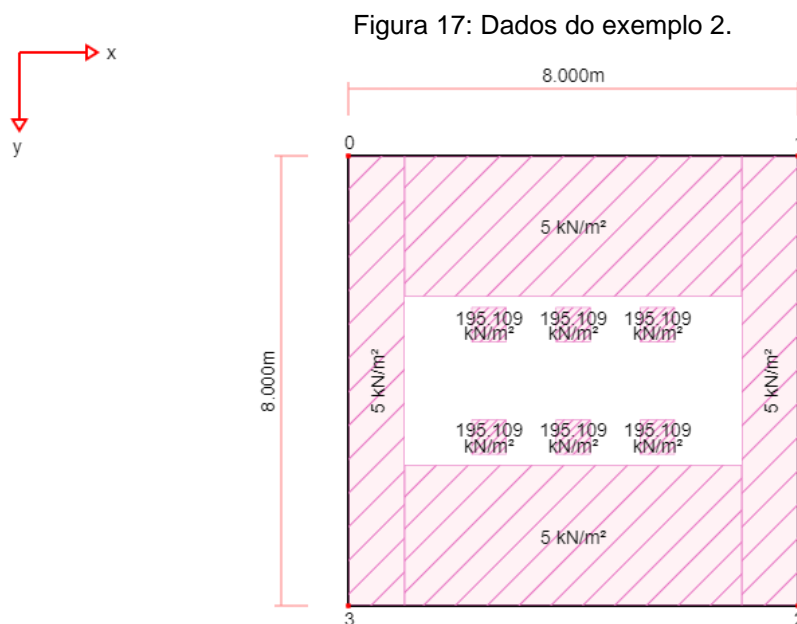 Figura 17: Dados do exemplo 2.
x
y
8.000m
0
1
5 kN/m²
195.109
kN/m²
195.109
kN/m²
195.109
kN/m²
8.000m
5 kN/m²
5 kN/m²
195.109
kN/m²
195.109
kN/m²
195.109
kN/m²
5 kN/m²
3
2